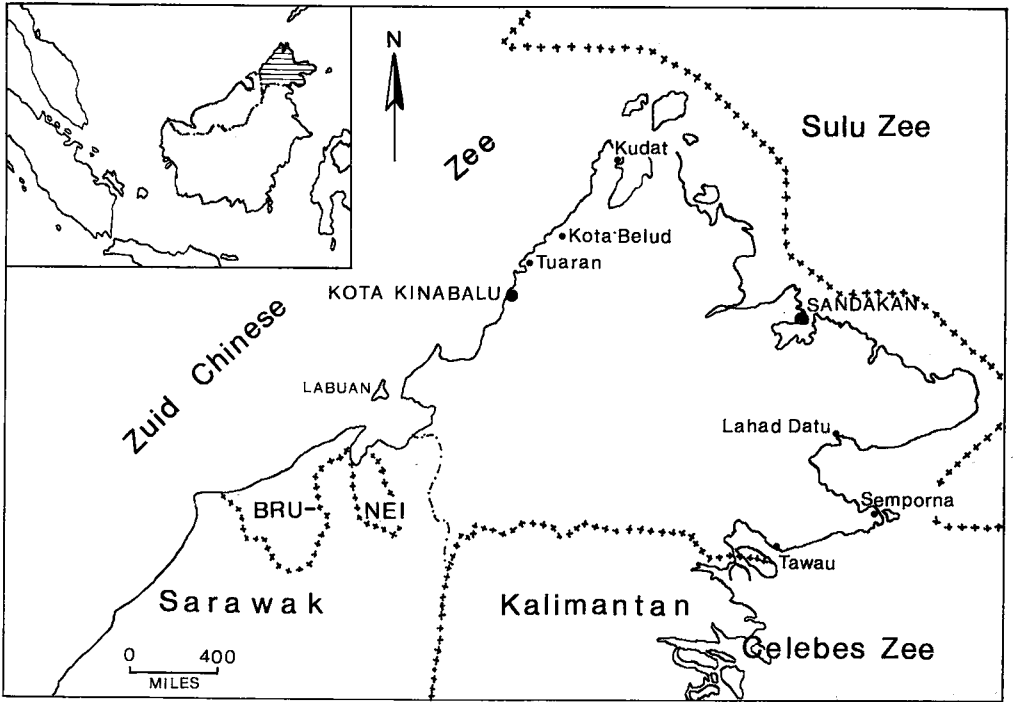 N
Sulu Zee
Zee
Kudat
Kota Belud
Tuaran
KOTA KINABALU
SANDAKAN
Zuid Chinese
LABUAN
Lahad Datu
BRU-
NEI
Semporna
Tawau
Sarawak
Kalimantan
Celebes Zee
0 400
MILES